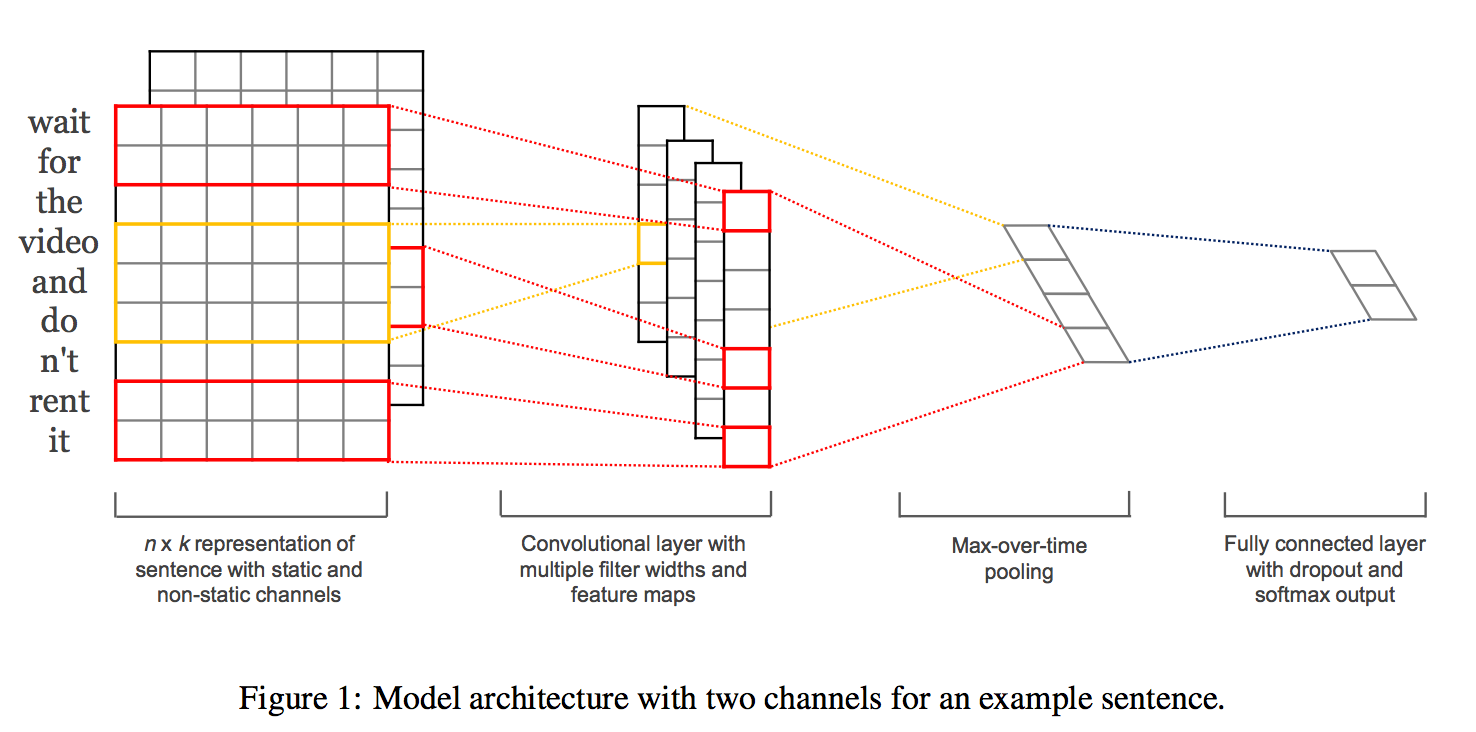 wait
for
the
video
and
do
n't
rent
it
n x k representation of
sentence with static and
non-static channels
Convolutional layer with
multiple filter widths and
feature maps
Max-over-time
pooling
Fully connected layer
with dropout and
softmax output
Figure 1: Model architecture with two channels for an example sentence.